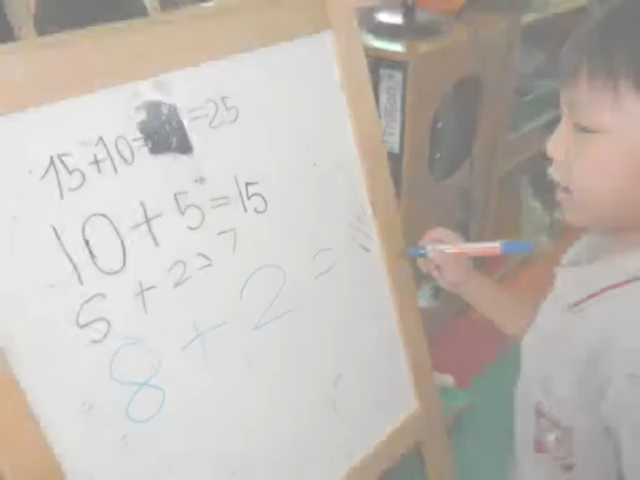 15+10= =25
10+5=15
5+2=7
8+2=